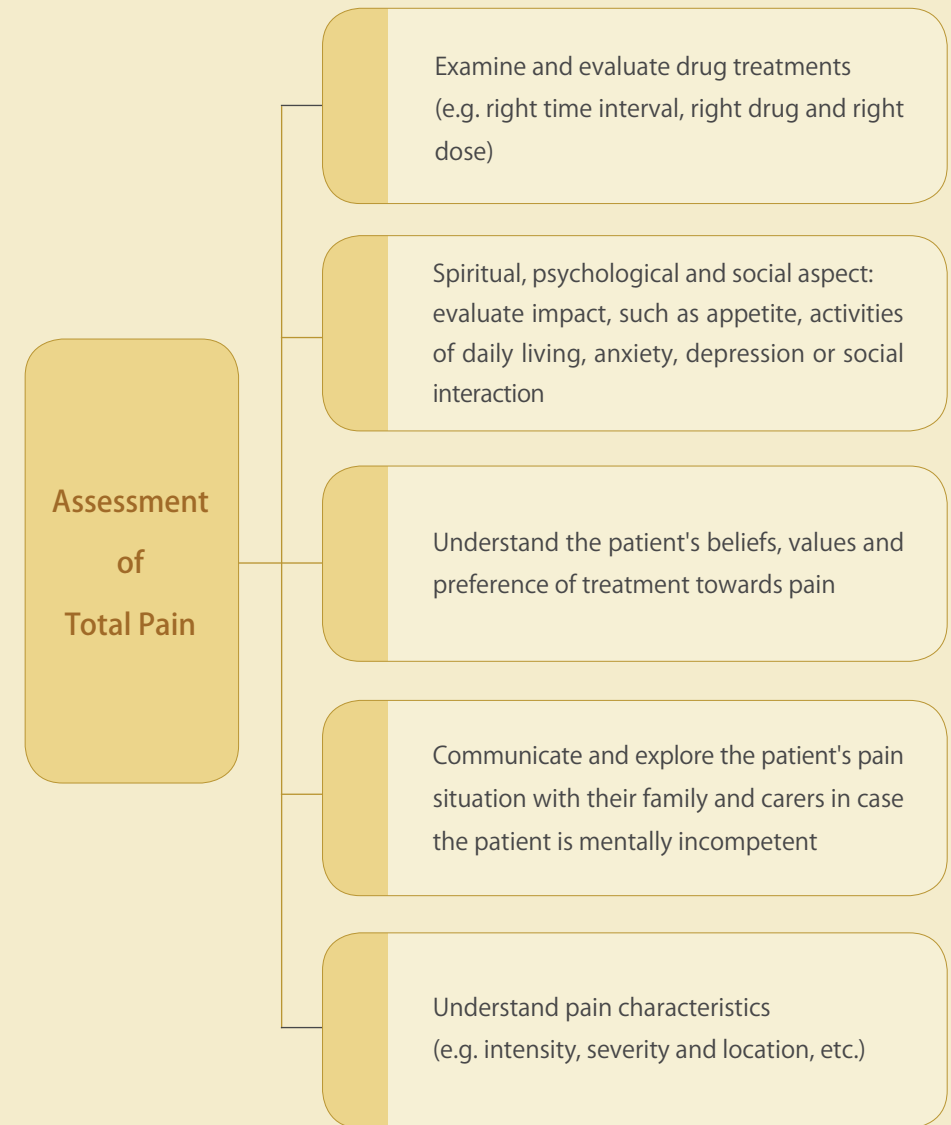 Assessment
of
Total Pain
Examine and evaluate drug treatments
(e.g. right time interval, right drug and right
dose)
Spiritual, psychological and social aspect:
evaluate impact, such as appetite, activities
of daily living, anxiety, depression or social
interaction
Understand the patient's beliefs, values and
preference of treatment towards pain
Communicate and explore the patient's pain
situation with their family and carers in case
the patient is mentally incompetent
Understand pain characteristics
(e.g. intensity, severity and location, etc.)